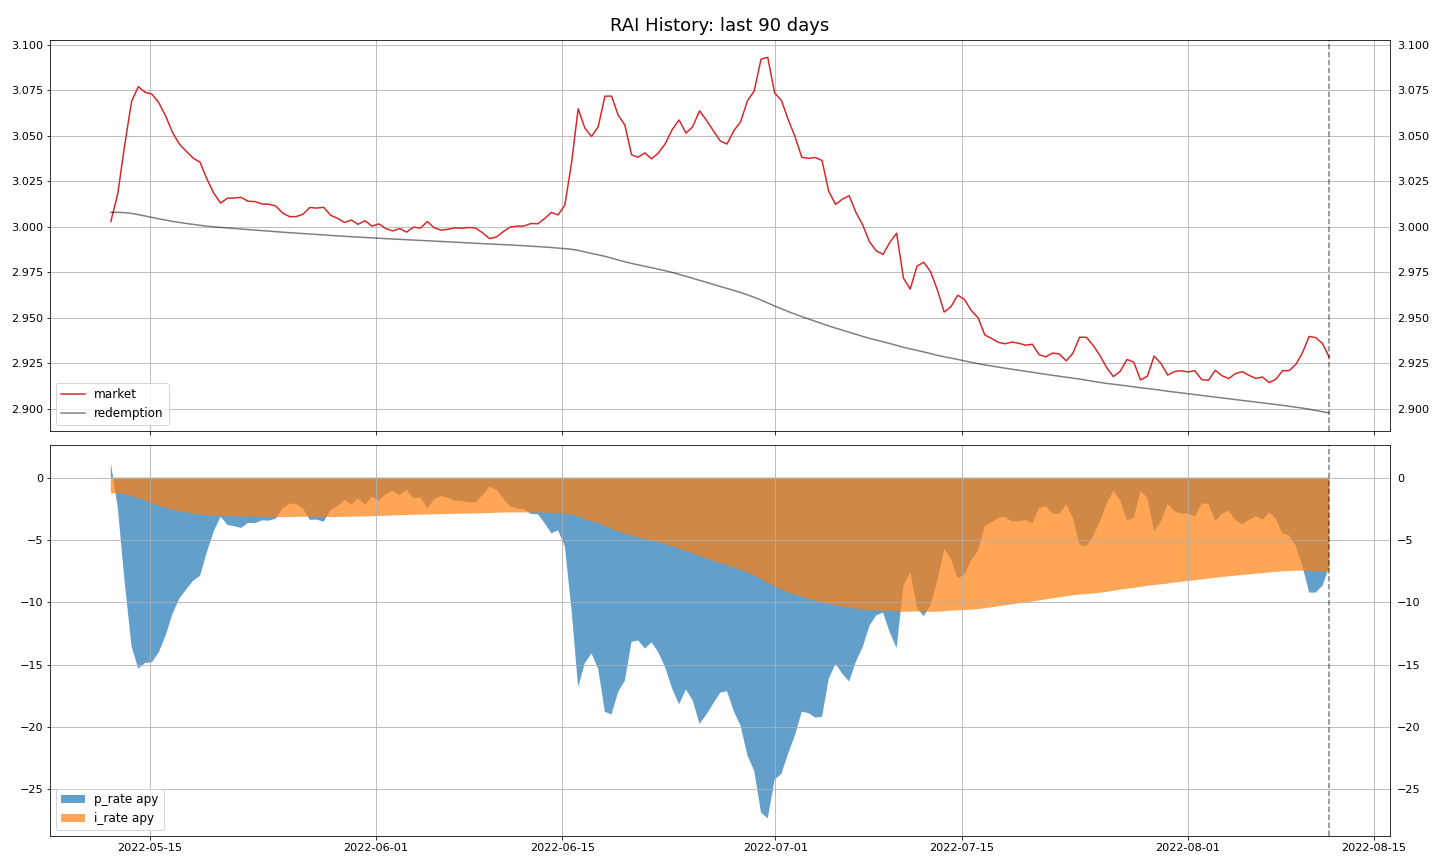 RAI History: last 90 days
3.100 3.100
3.075 3.075
3.050 3.050
3.025 3.025
3.000 3.000
2.975 2.975
2.950 2.950
2.925 2.925
2.900 2.900
market
redemption
0 0
−5 −5
−10 −10
−15 −15
−20 −20
−25 −25
p_rate apy
i_rate apy
2022-05-15 2022-06-01 2022-06-15 2022-07-01 2022-07-15 2022-08-01 2022-08-15